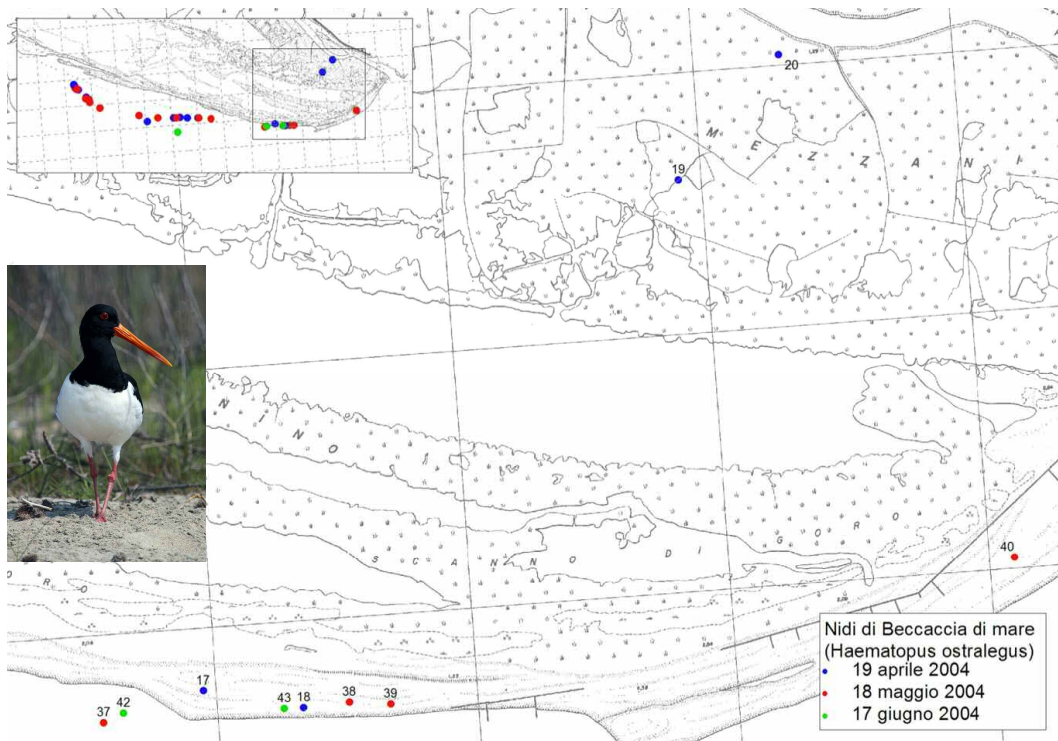 20
19
M E Z Z A N I
N I N O
S C A N N O D I G O R O
40
17
43
18
38
39
42
37
Nidi di Beccaccia di mare
(Haematopus ostralegus)
19 aprile 2004
18 maggio 2004
17 giugno 2004